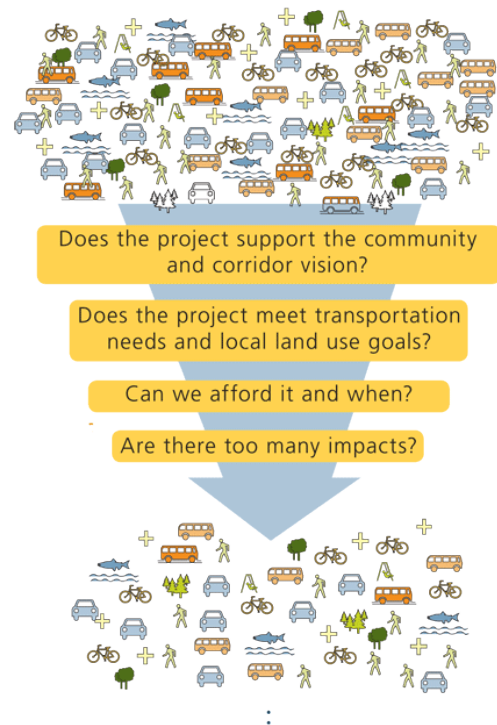 Does the project support the community
and corridor vision?
Does the project meet transportation
needs and local land use goals?
Can we afford it and when?
Are there too many impacts?
: